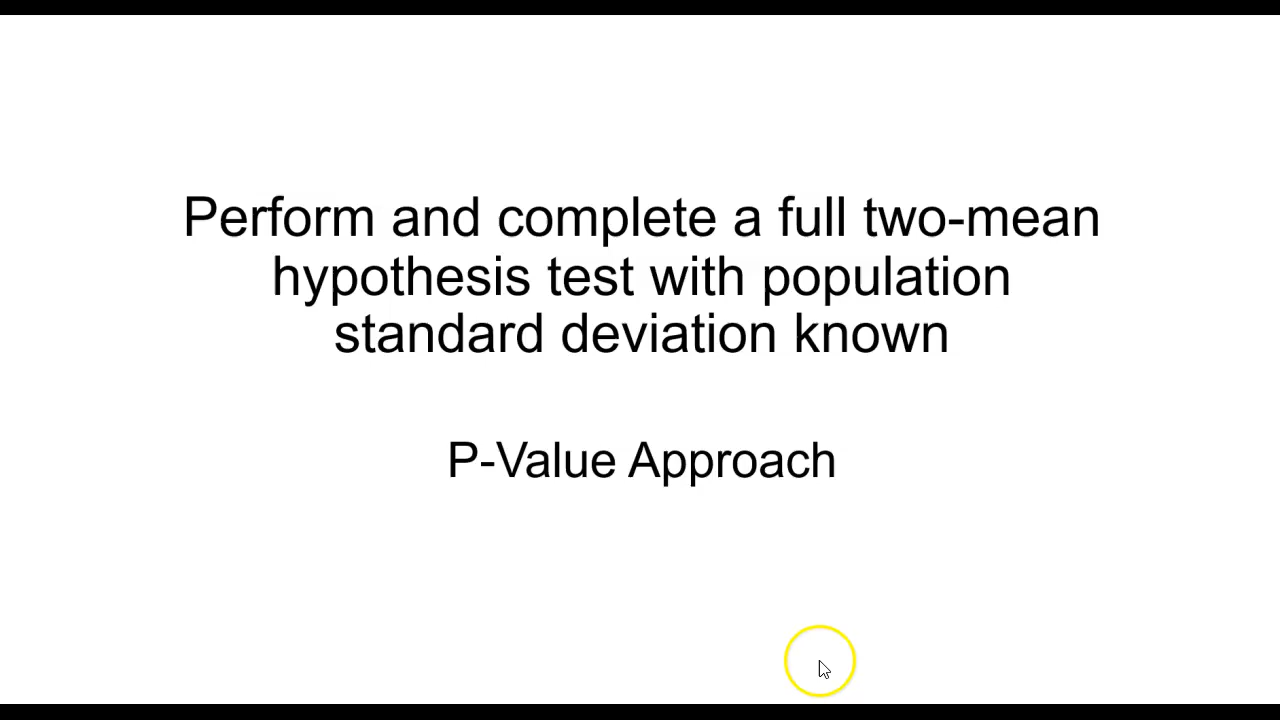 Perform and complete a full two-mean
hypothesis test with population
standard deviation known
P-Value Approach